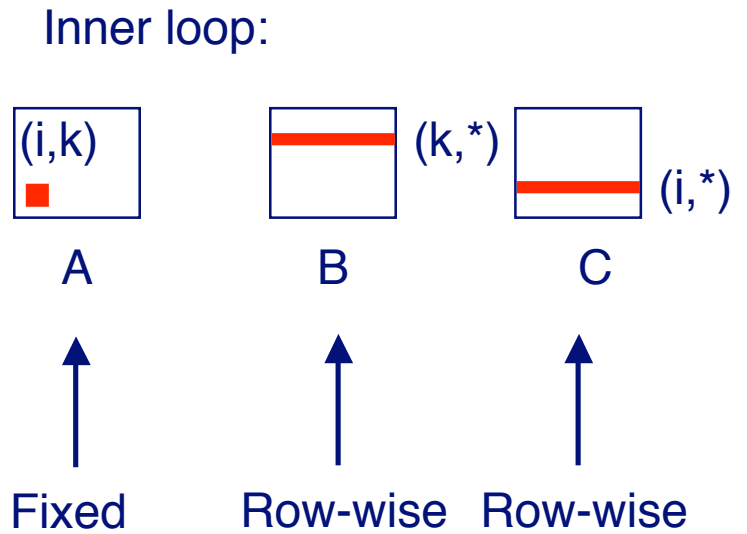 Inner loop:
(i,k)
(k,*)
(i,*)
A B C
Fixed Row-wise Row-wise